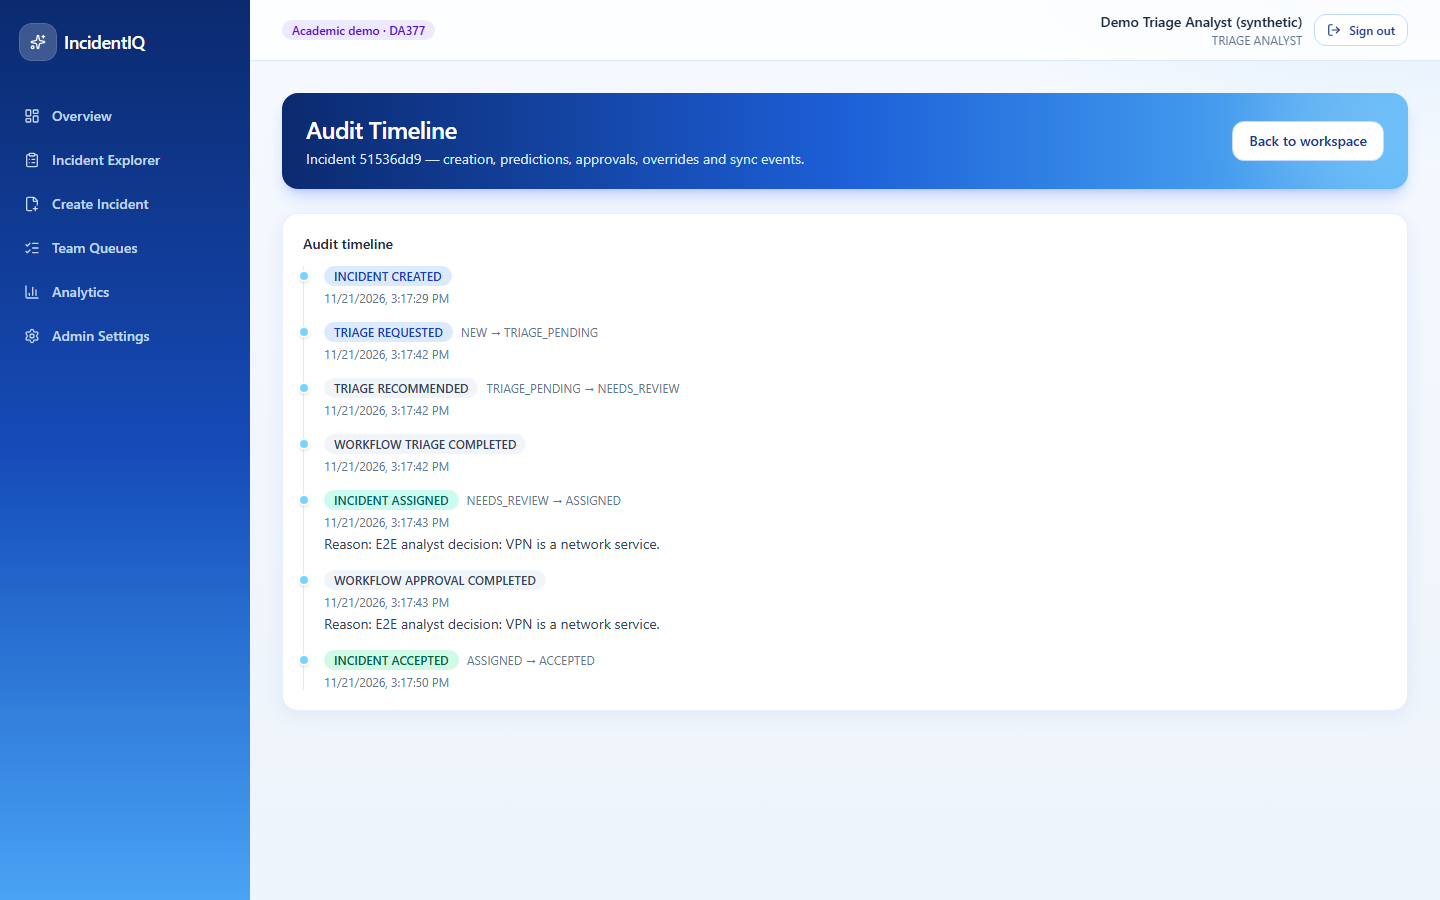 IncidentIQ
Overview
Incident Explorer
Create Incident
Team Queues
Analytics
Admin Settings
Academic demo · DA377
Demo Triage Analyst (synthetic)
TRIAGE ANALYST
Sign out
Audit Timeline
Incident 51536dd9 — creation, predictions, approvals, overrides and sync events.
Back to workspace
Audit timeline
INCIDENT CREATED
11/21/2026, 3:17:29 PM
TRIAGE REQUESTED NEW → TRIAGE_PENDING
11/21/2026, 3:17:42 PM
TRIAGE RECOMMENDED TRIAGE_PENDING → NEEDS_REVIEW
11/21/2026, 3:17:42 PM
WORKFLOW TRIAGE COMPLETED
11/21/2026, 3:17:42 PM
INCIDENT ASSIGNED NEEDS_REVIEW → ASSIGNED
11/21/2026, 3:17:43 PM
Reason: E2E analyst decision: VPN is a network service.
WORKFLOW APPROVAL COMPLETED
11/21/2026, 3:17:43 PM
Reason: E2E analyst decision: VPN is a network service.
INCIDENT ACCEPTED ASSIGNED → ACCEPTED
11/21/2026, 3:17:50 PM